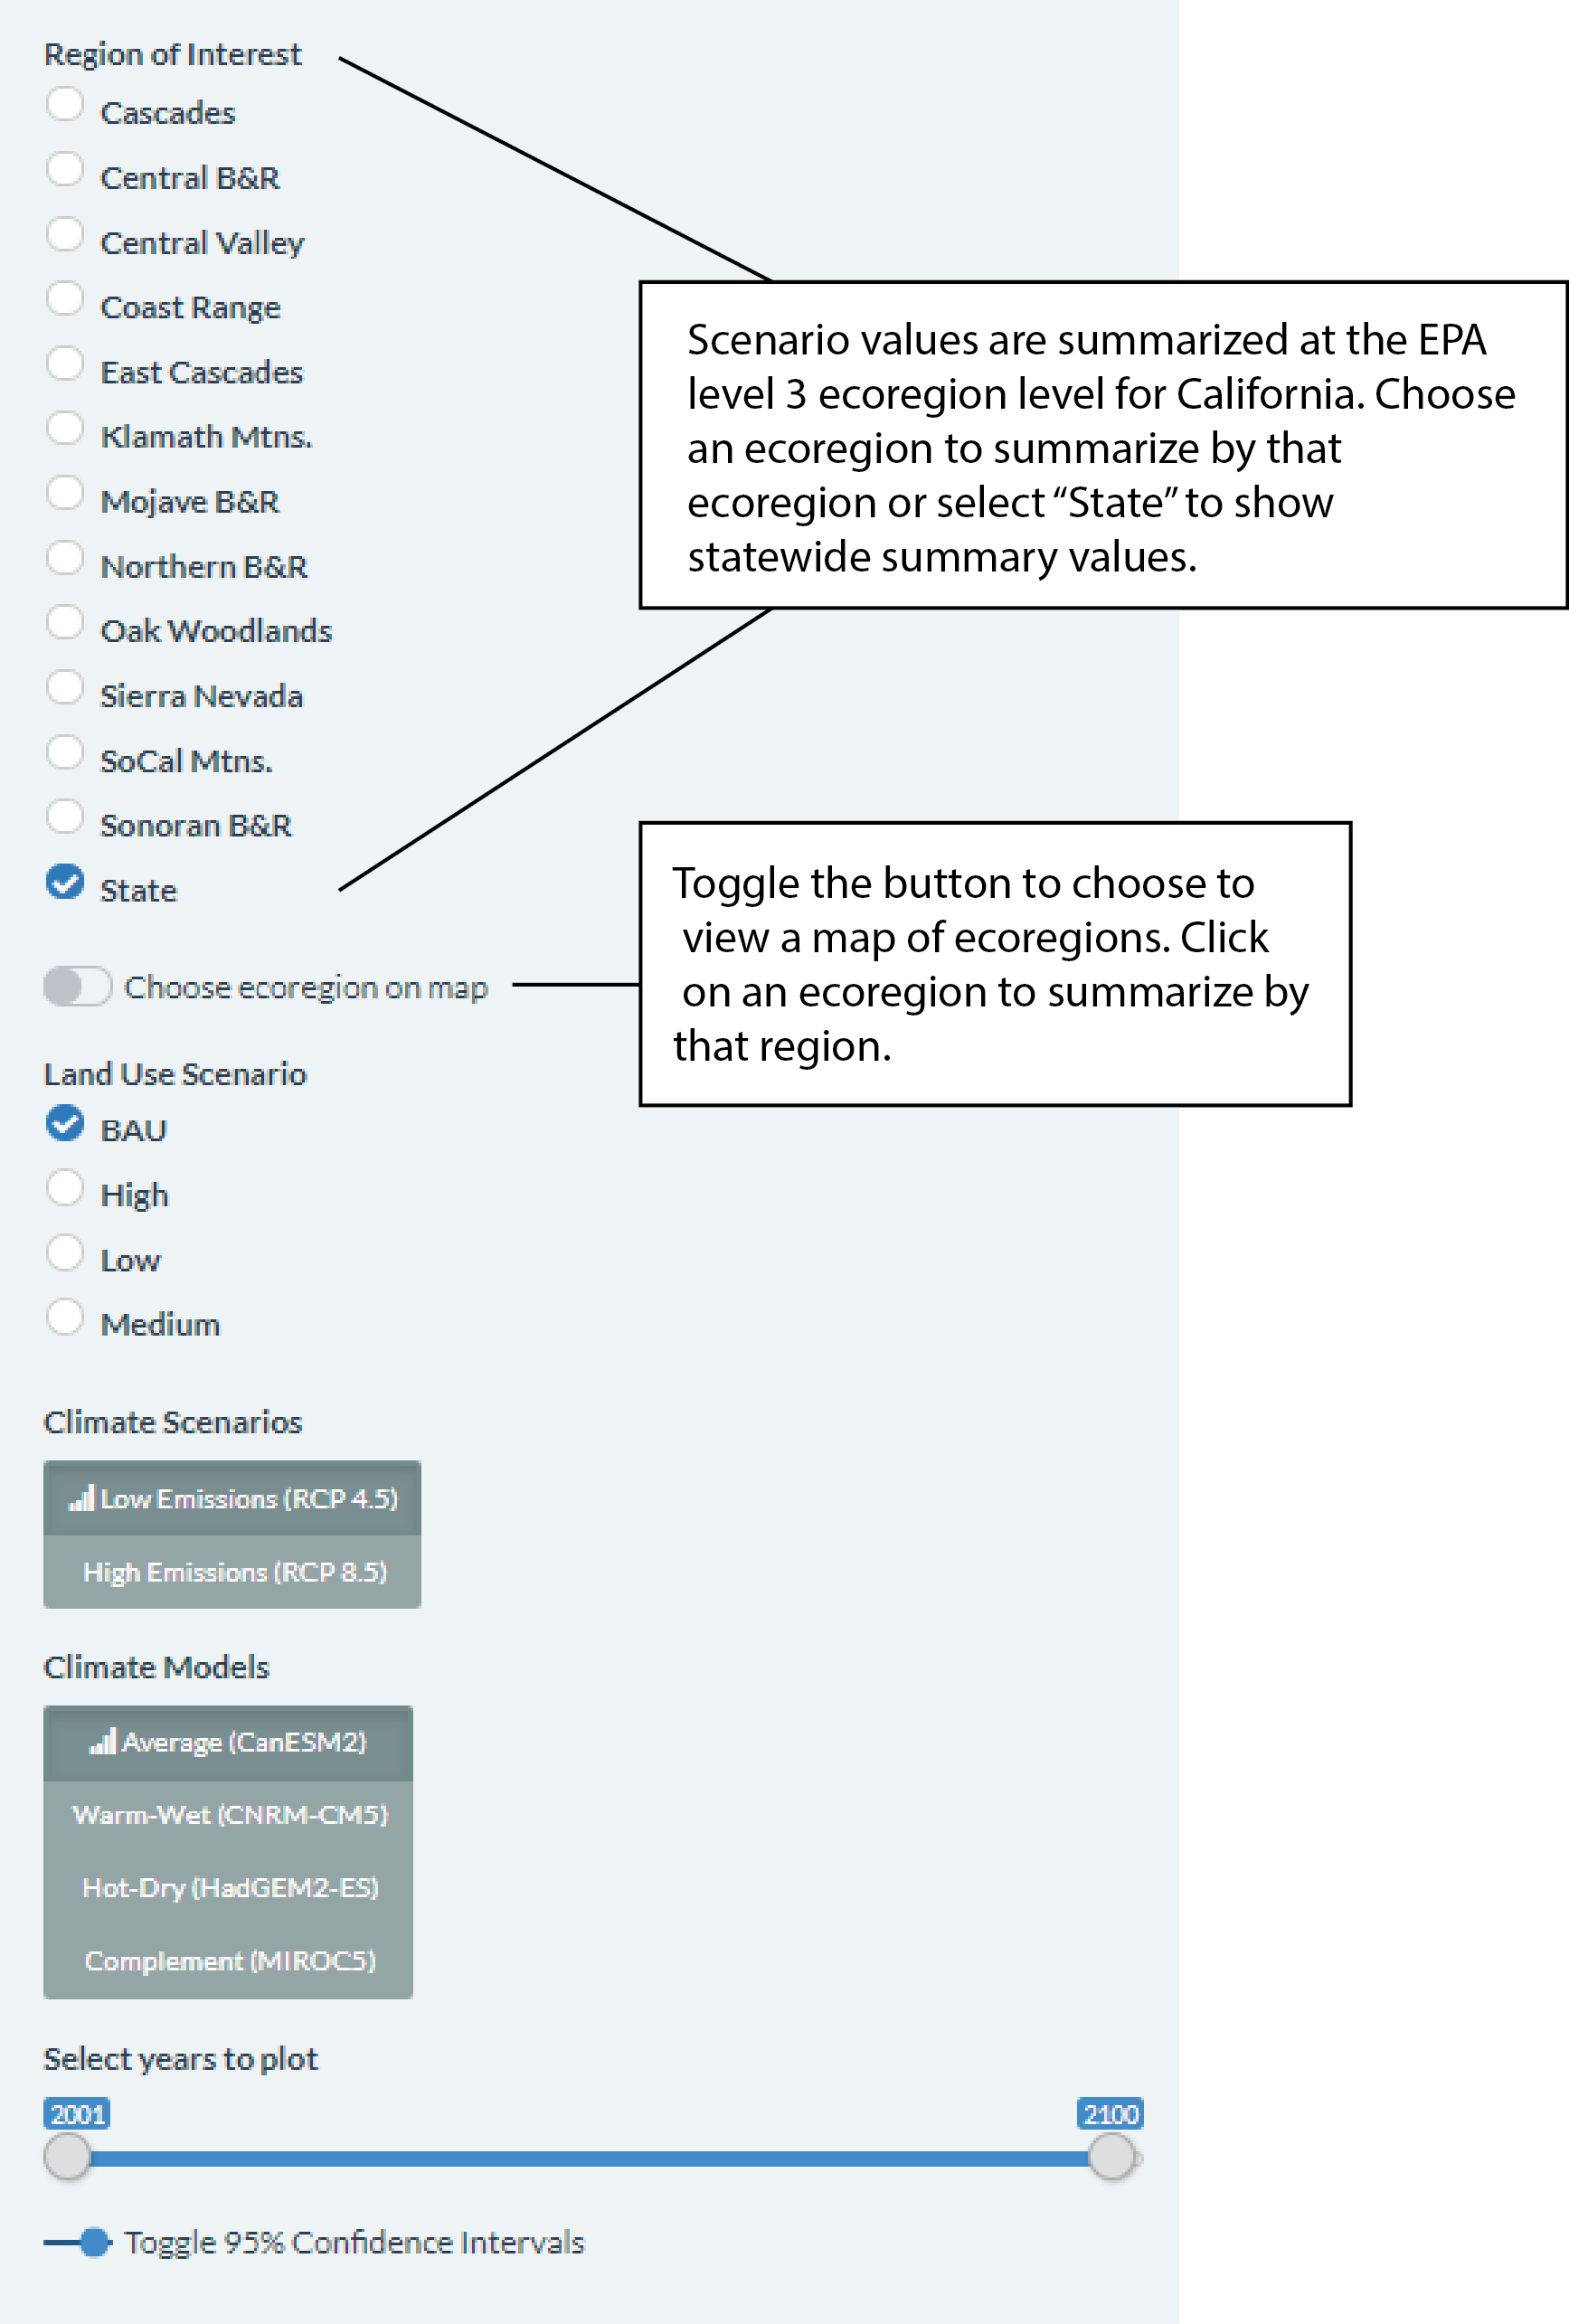 Region of Interest
Cascades
Central B&R
Central Valley
Coast Range
East Cascades
Klamath Mtns.
Mojave B&R
Northern B&R
Oak Woodlands
Sierra Nevada
SoCal Mtns.
Sonoran B&R
State
Scenario values are summarized at the EPA
level 3 ecoregion level for California. Choose
an ecoregion to summarize by that
ecoregion or select “State” to show
statewide summary values.
Choose ecoregion on map
Toggle the button to choose to
view a map of ecoregions. Click
on an ecoregion to summarize by
that region.
Land Use Scenario
BAU
High
Low
Medium
Climate Scenarios
Low Emissions (RCP 4.5)
High Emissions (RCP 8.5)
Climate Models
Average (CanESM2)
Warm-Wet (CNRM-CM5)
Hot-Dry (HadGEM2-ES)
Complement (MIROC5)
Select years to plot
2001 2100
Toggle 95% Confidence Intervals